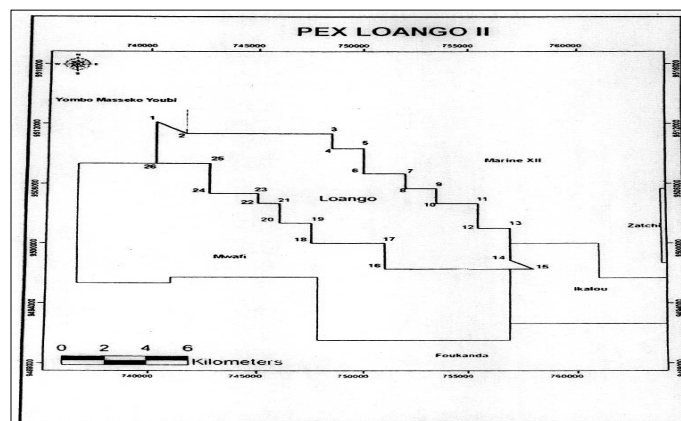 PEX LOANGO II
740000 745000 750000 755000 760000
Yombo Masseko Youbi
1
2
3
4
5
6
7
8
9
10
11
12
13
14
15
16
17
18
19
20
21
22
23
24
25
26
Marine XII
Loango
Zatchi
Mwafi
Ikalou
Foukanda
0 2 4 6
Kilometers
740000 745000 750000 755000 760000